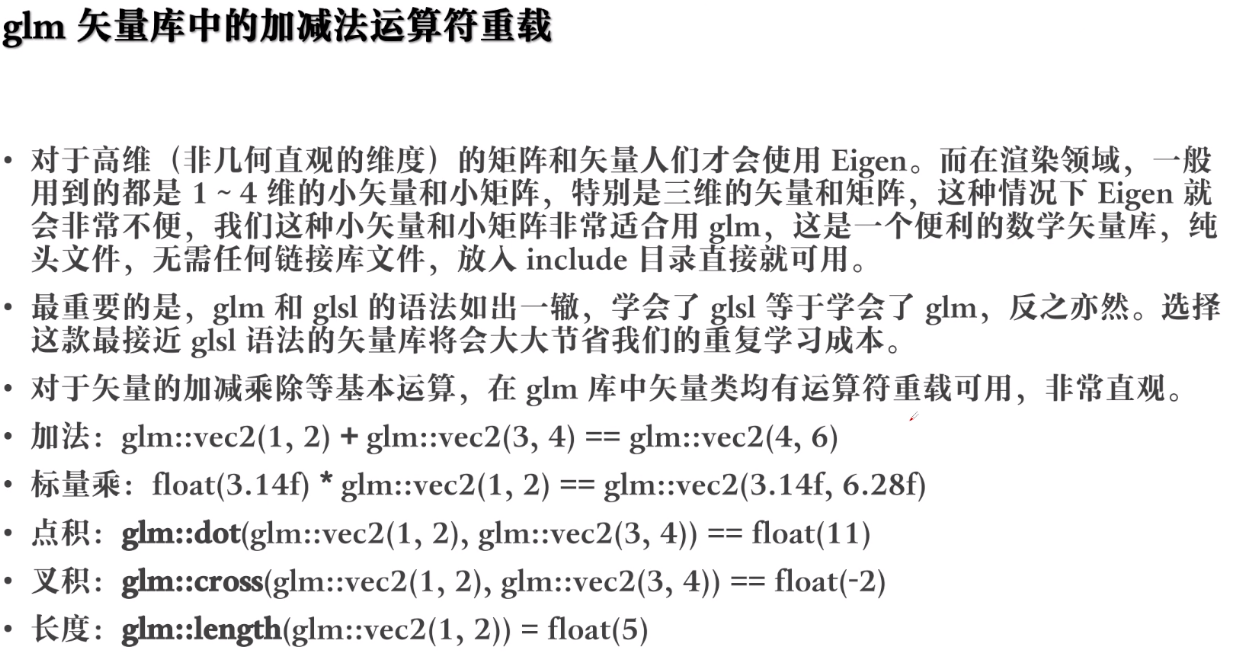 glm 矢量库中的加减法运算符重载
• 对于高维（非几何直观的维度）的矩阵和矢量人们才会使用 Eigen。而在渲染领域，一般
用到的都是 1 ~ 4 维的小矢量和小矩阵，特别是三维的矢量和矩阵，这种情况下 Eigen 就
会非常不便，我们这种小矢量和小矩阵非常适合用 glm，这是一个便利的数学矢量库，纯
头文件，无需任何链接库文件，放入 include 目录直接就可用。
• 最重要的是，glm 和 glsl 的语法如出一辙，学会了 glsl 等于学会了 glm，反之亦然。选择
这款最接近 glsl 语法的矢量库将会大大节省我们的重复学习成本。
• 对于矢量的加减乘除等基本运算，在 glm 库中矢量类均有运算符重载可用，非常直观。
• 加法：glm::vec2(1, 2) + glm::vec2(3, 4) == glm::vec2(4, 6)
• 标量乘：float(3.14f) * glm::vec2(1, 2) == glm::vec2(3.14f, 6.28f)
• 点积：glm::dot(glm::vec2(1, 2), glm::vec2(3, 4)) == float(11)
• 叉积：glm::cross(glm::vec2(1, 2), glm::vec2(3, 4)) == float(-2)
• 长度：glm::length(glm::vec2(1, 2)) = float(5)